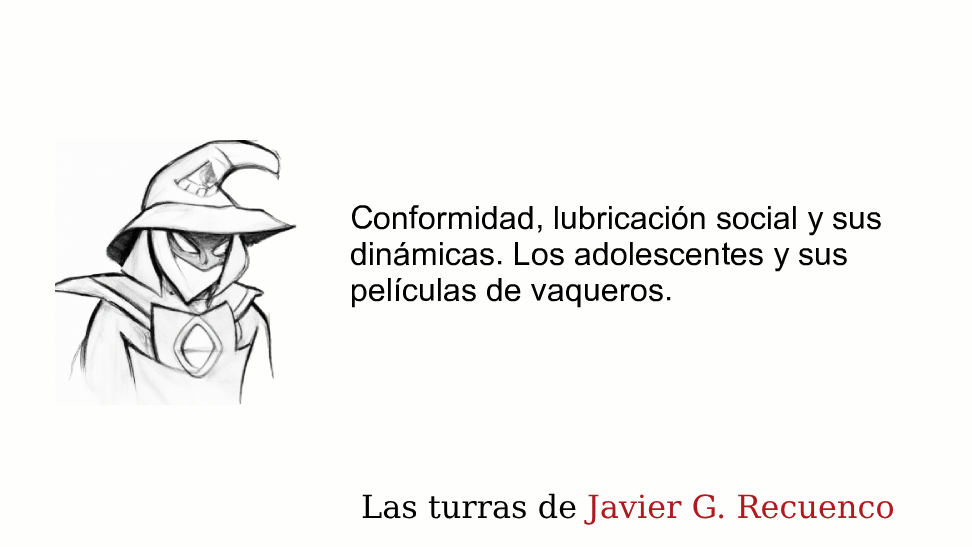 Conformidad, lubricación social y sus
dinámicas. Los adolescentes y sus
películas de vaqueros.
Las turras de Javier G. Recuenco